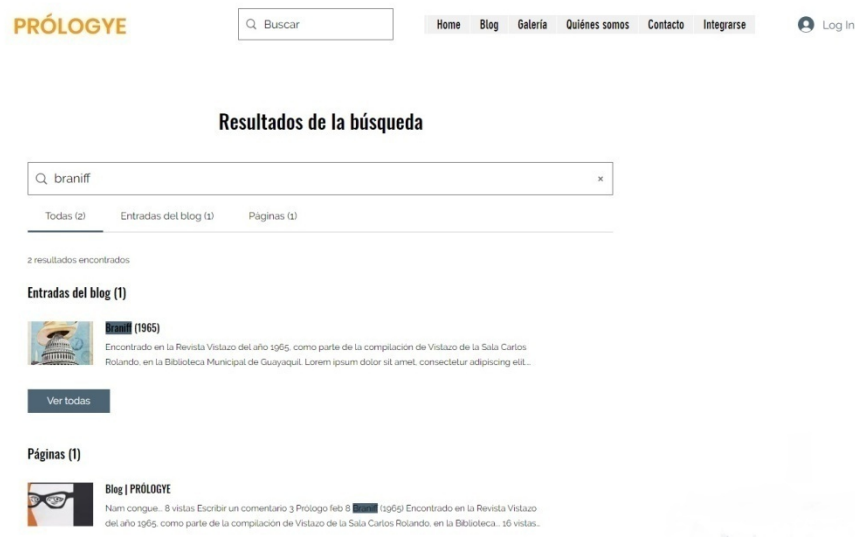 PRÓLOGYE
Buscar
Home Blog Galería Quiénes somos Contacto Integrarse
Log In
Resultados de la búsqueda
braniff ×
Todas (2) Entradas del blog (1) Páginas (1)
2 resultados encontrados
Entradas del blog (1)
Braniff (1965)
Encontrado en la Revista Vistazo del año 1965, como parte de la compilación de Vistazo de la Sala Carlos
Rolando, en la Biblioteca Municipal de Guayaquil. Lorem ipsum dolor sit amet, consectetur adipiscing elit....
Ver todas
Páginas (1)
Blog | PRÓLOGYE
Nam congue... 8 vistas Escribir un comentario 3 Prólogo feb 8 Braniff (1965) Encontrado en la Revista Vistazo
del año 1965, como parte de la compilación de Vistazo de la Sala Carlos Rolando, en la Biblioteca... 16 vistas...